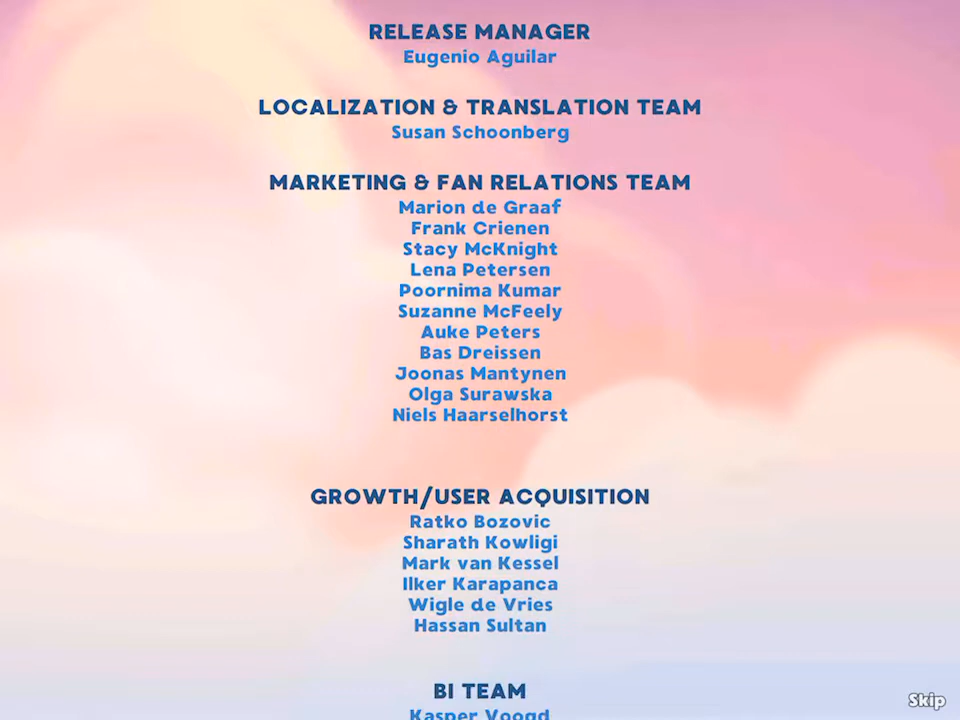 RELEASE MANAGER
Eugenio Aguilar
LOCALIZATION & TRANSLATION TEAM
Susan Schoonberg
MARKETING & FAN RELATIONS TEAM
Marion de Graaf
Frank Crienen
Stacy McKnight
Lena Petersen
Poornima Kumar
Suzanne McFeely
Auke Peters
Bas Dreissen
Joonas Mantynen
Olga Surawska
Niels Haarselhorst
GROWTH/USER ACQUISITION
Ratko Bozovic
Sharath Kowligi
Mark van Kessel
Ilker Karapanca
Wigle de Vries
Hassan Sultan
BI TEAM
Kasper Voogd
Skip